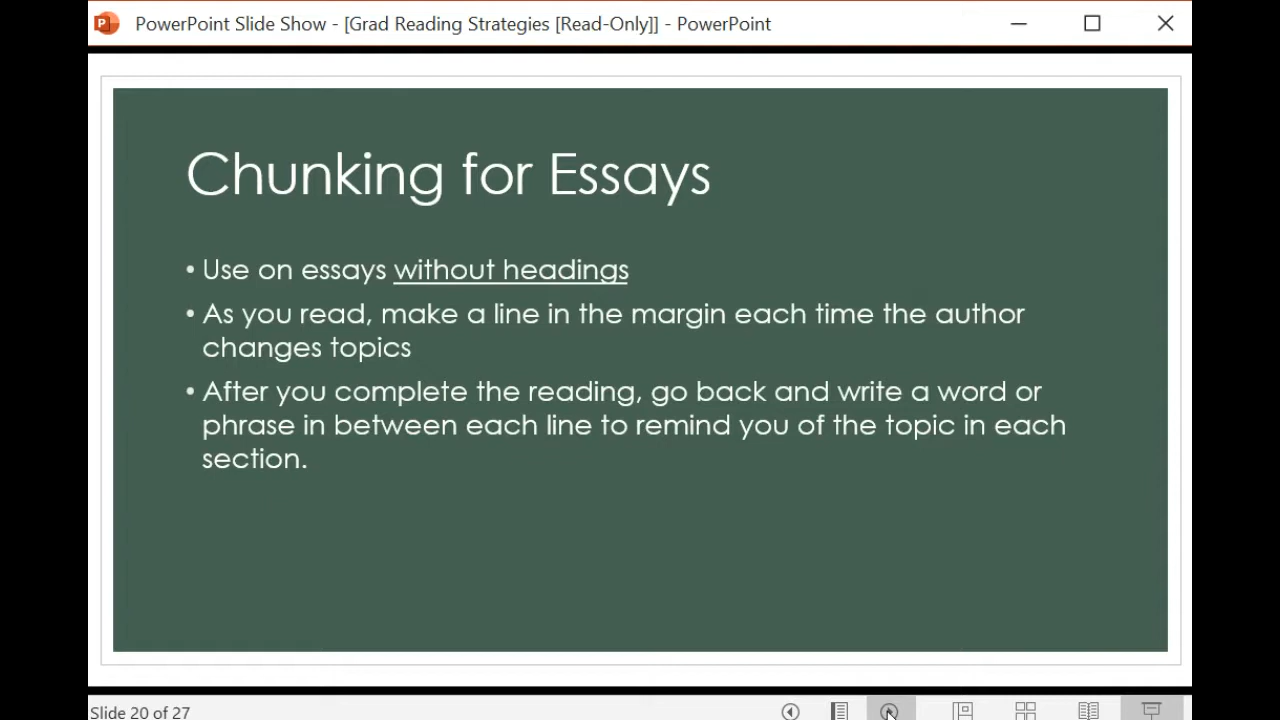 PowerPoint Slide Show - [Grad Reading Strategies [Read-Only]] - PowerPoint
Chunking for Essays
• Use on essays without headings
• As you read, make a line in the margin each time the author
changes topics
• After you complete the reading, go back and write a word or
phrase in between each line to remind you of the topic in each
section.
Slide 20 of 27